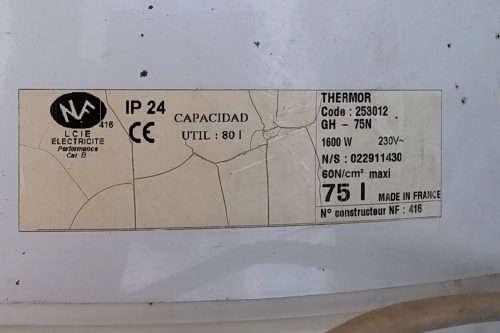 NF
416
LCIE
ELECTRICITE
Performance
Cat B
IP 24
CE
CAPACIDAD
UTIL : 80 l
THERMOR
Code : 253012
GH - 75N
1600 W 230V~
N/S : 022911430
60N/cm² maxi
75 l MADE IN FRANCE
N° constructeur NF : 416